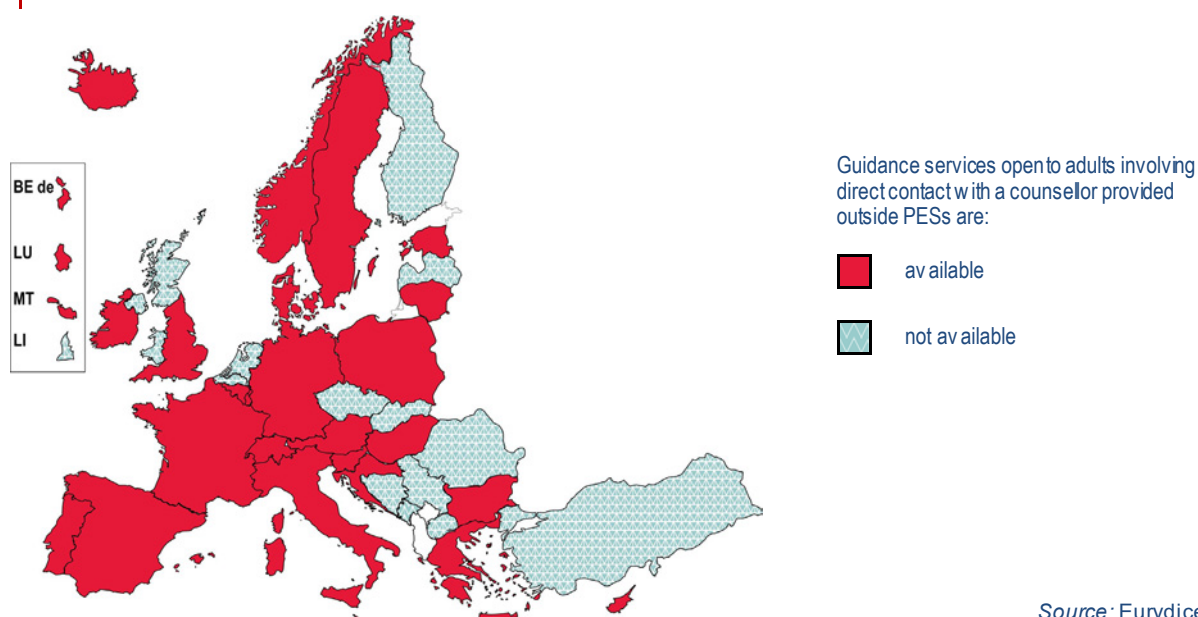 BE de
LU
MT
LI
Guidance services open to adults involving
direct contact with a counsellor provided
outside PESs are:
available
not available
Source: Eurydice